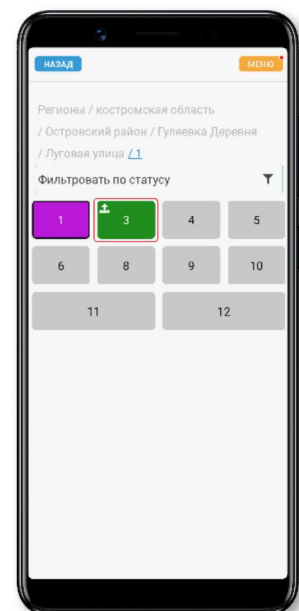 НАЗАД МЕНЮ
Регионы / костромская область
/ Островский район / Гуляевка Деревня
/ Луговая улица / 1
Фильтровать по статусу
1 3 4 5
6 8 9 10
11 12